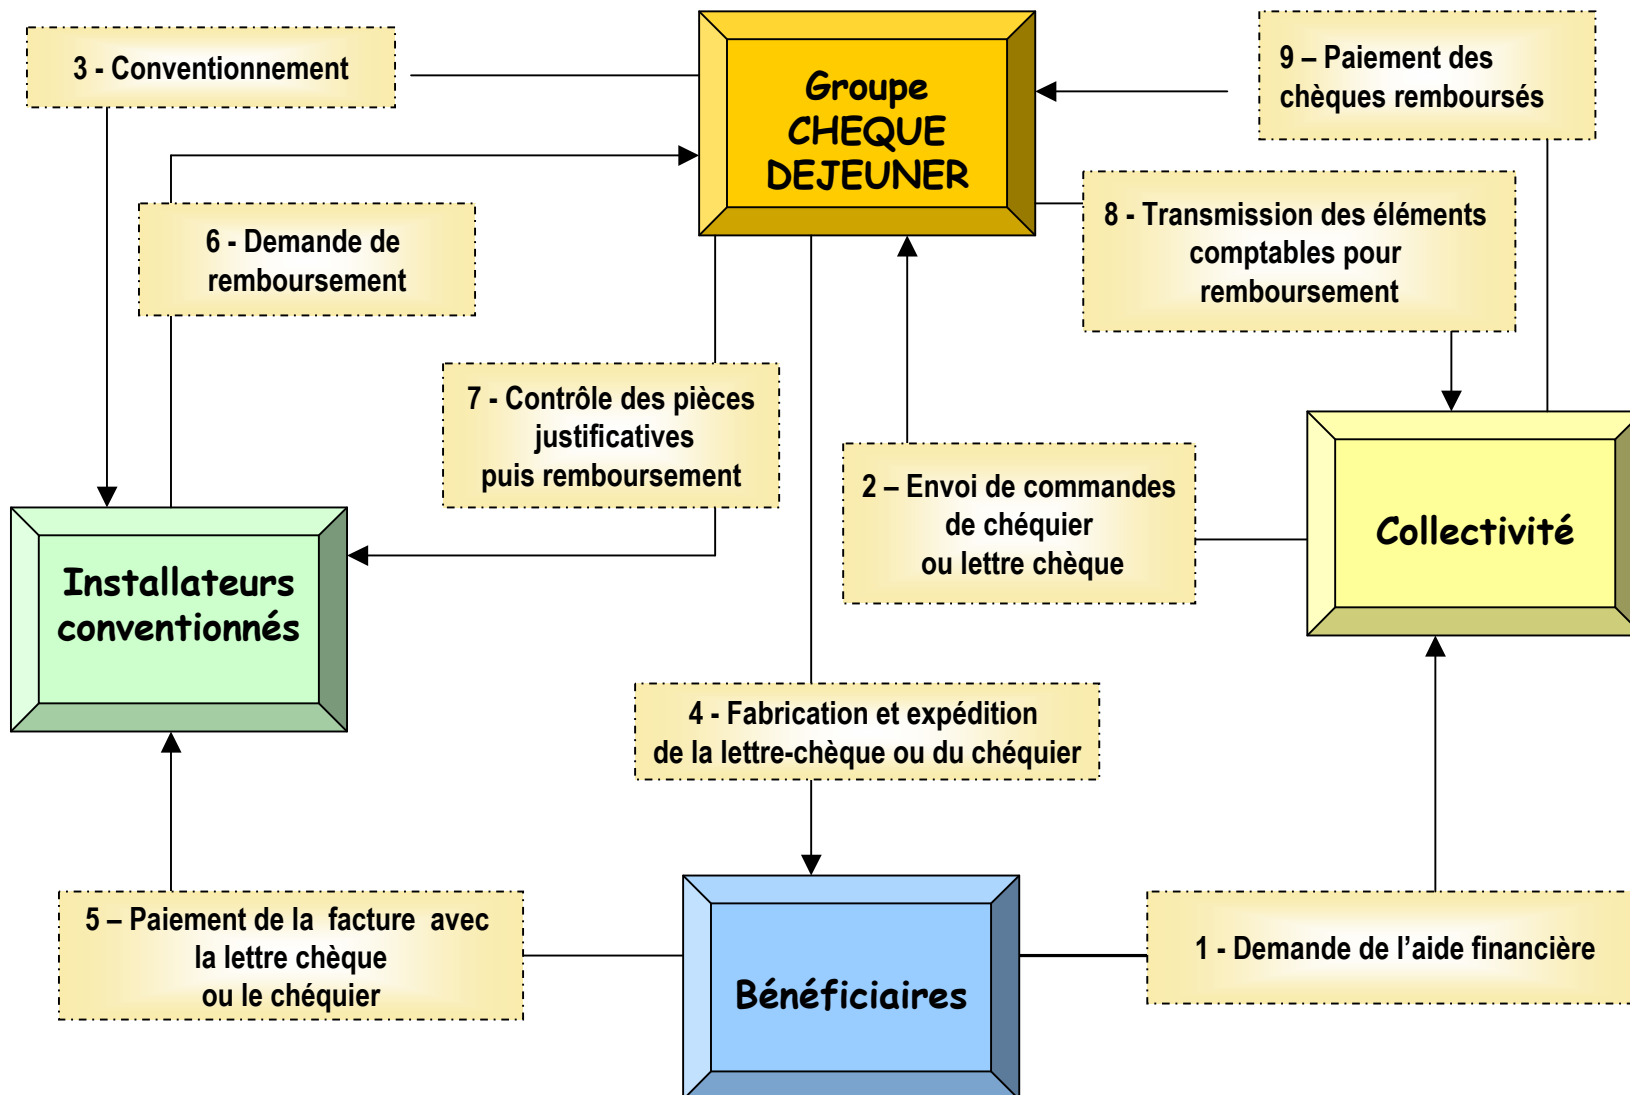 3 - Conventionnement
Groupe
CHEQUE
DEJEUNER
9 – Paiement des
chèques remboursés
6 - Demande de
remboursement
8 - Transmission des éléments
comptables pour
remboursement
7 - Contrôle des pièces
justificatives
puis remboursement
2 – Envoi de commandes
de chéquier
ou lettre chèque
Collectivité
Installateurs
conventionnés
4 - Fabrication et expédition
de la lettre-chèque ou du chéquier
5 – Paiement de la facture avec
la lettre chèque
ou le chéquier
Bénéficiaires
1 - Demande de l’aide financière